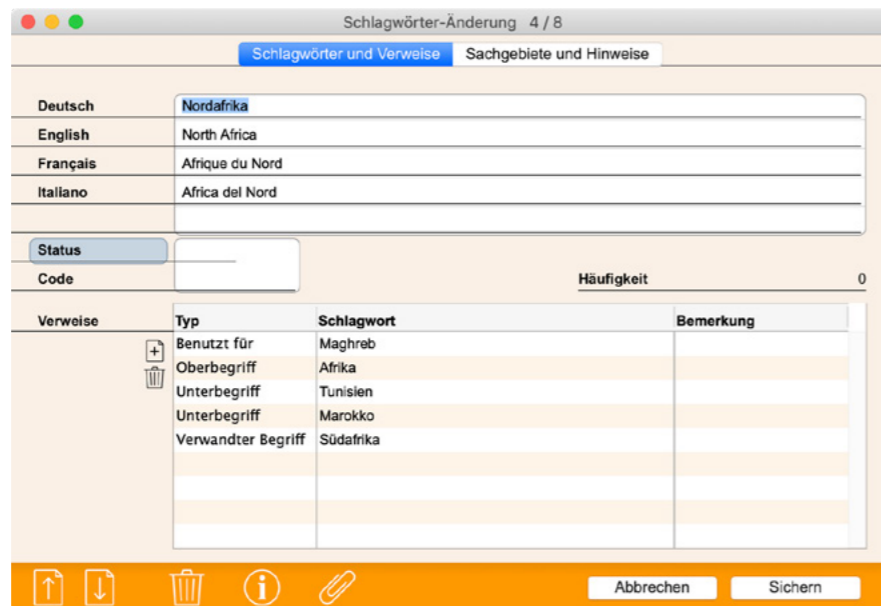 Schlagwörter-Änderung 4 / 8
Schlagwörter und Verweise Sachgebiete und Hinweise
Deutsch Nordafrika
English North Africa
Français Afrique du Nord
Italiano Africa del Nord
Status
Code Häufigkeit 0
Verweise Typ Schlagwort Bemerkung
Benutzt für Maghreb
Oberbegriff Afrika
Unterbegriff Tunisien
Unterbegriff Marokko
Verwandter Begriff Südafrika
Abbrechen Sichern